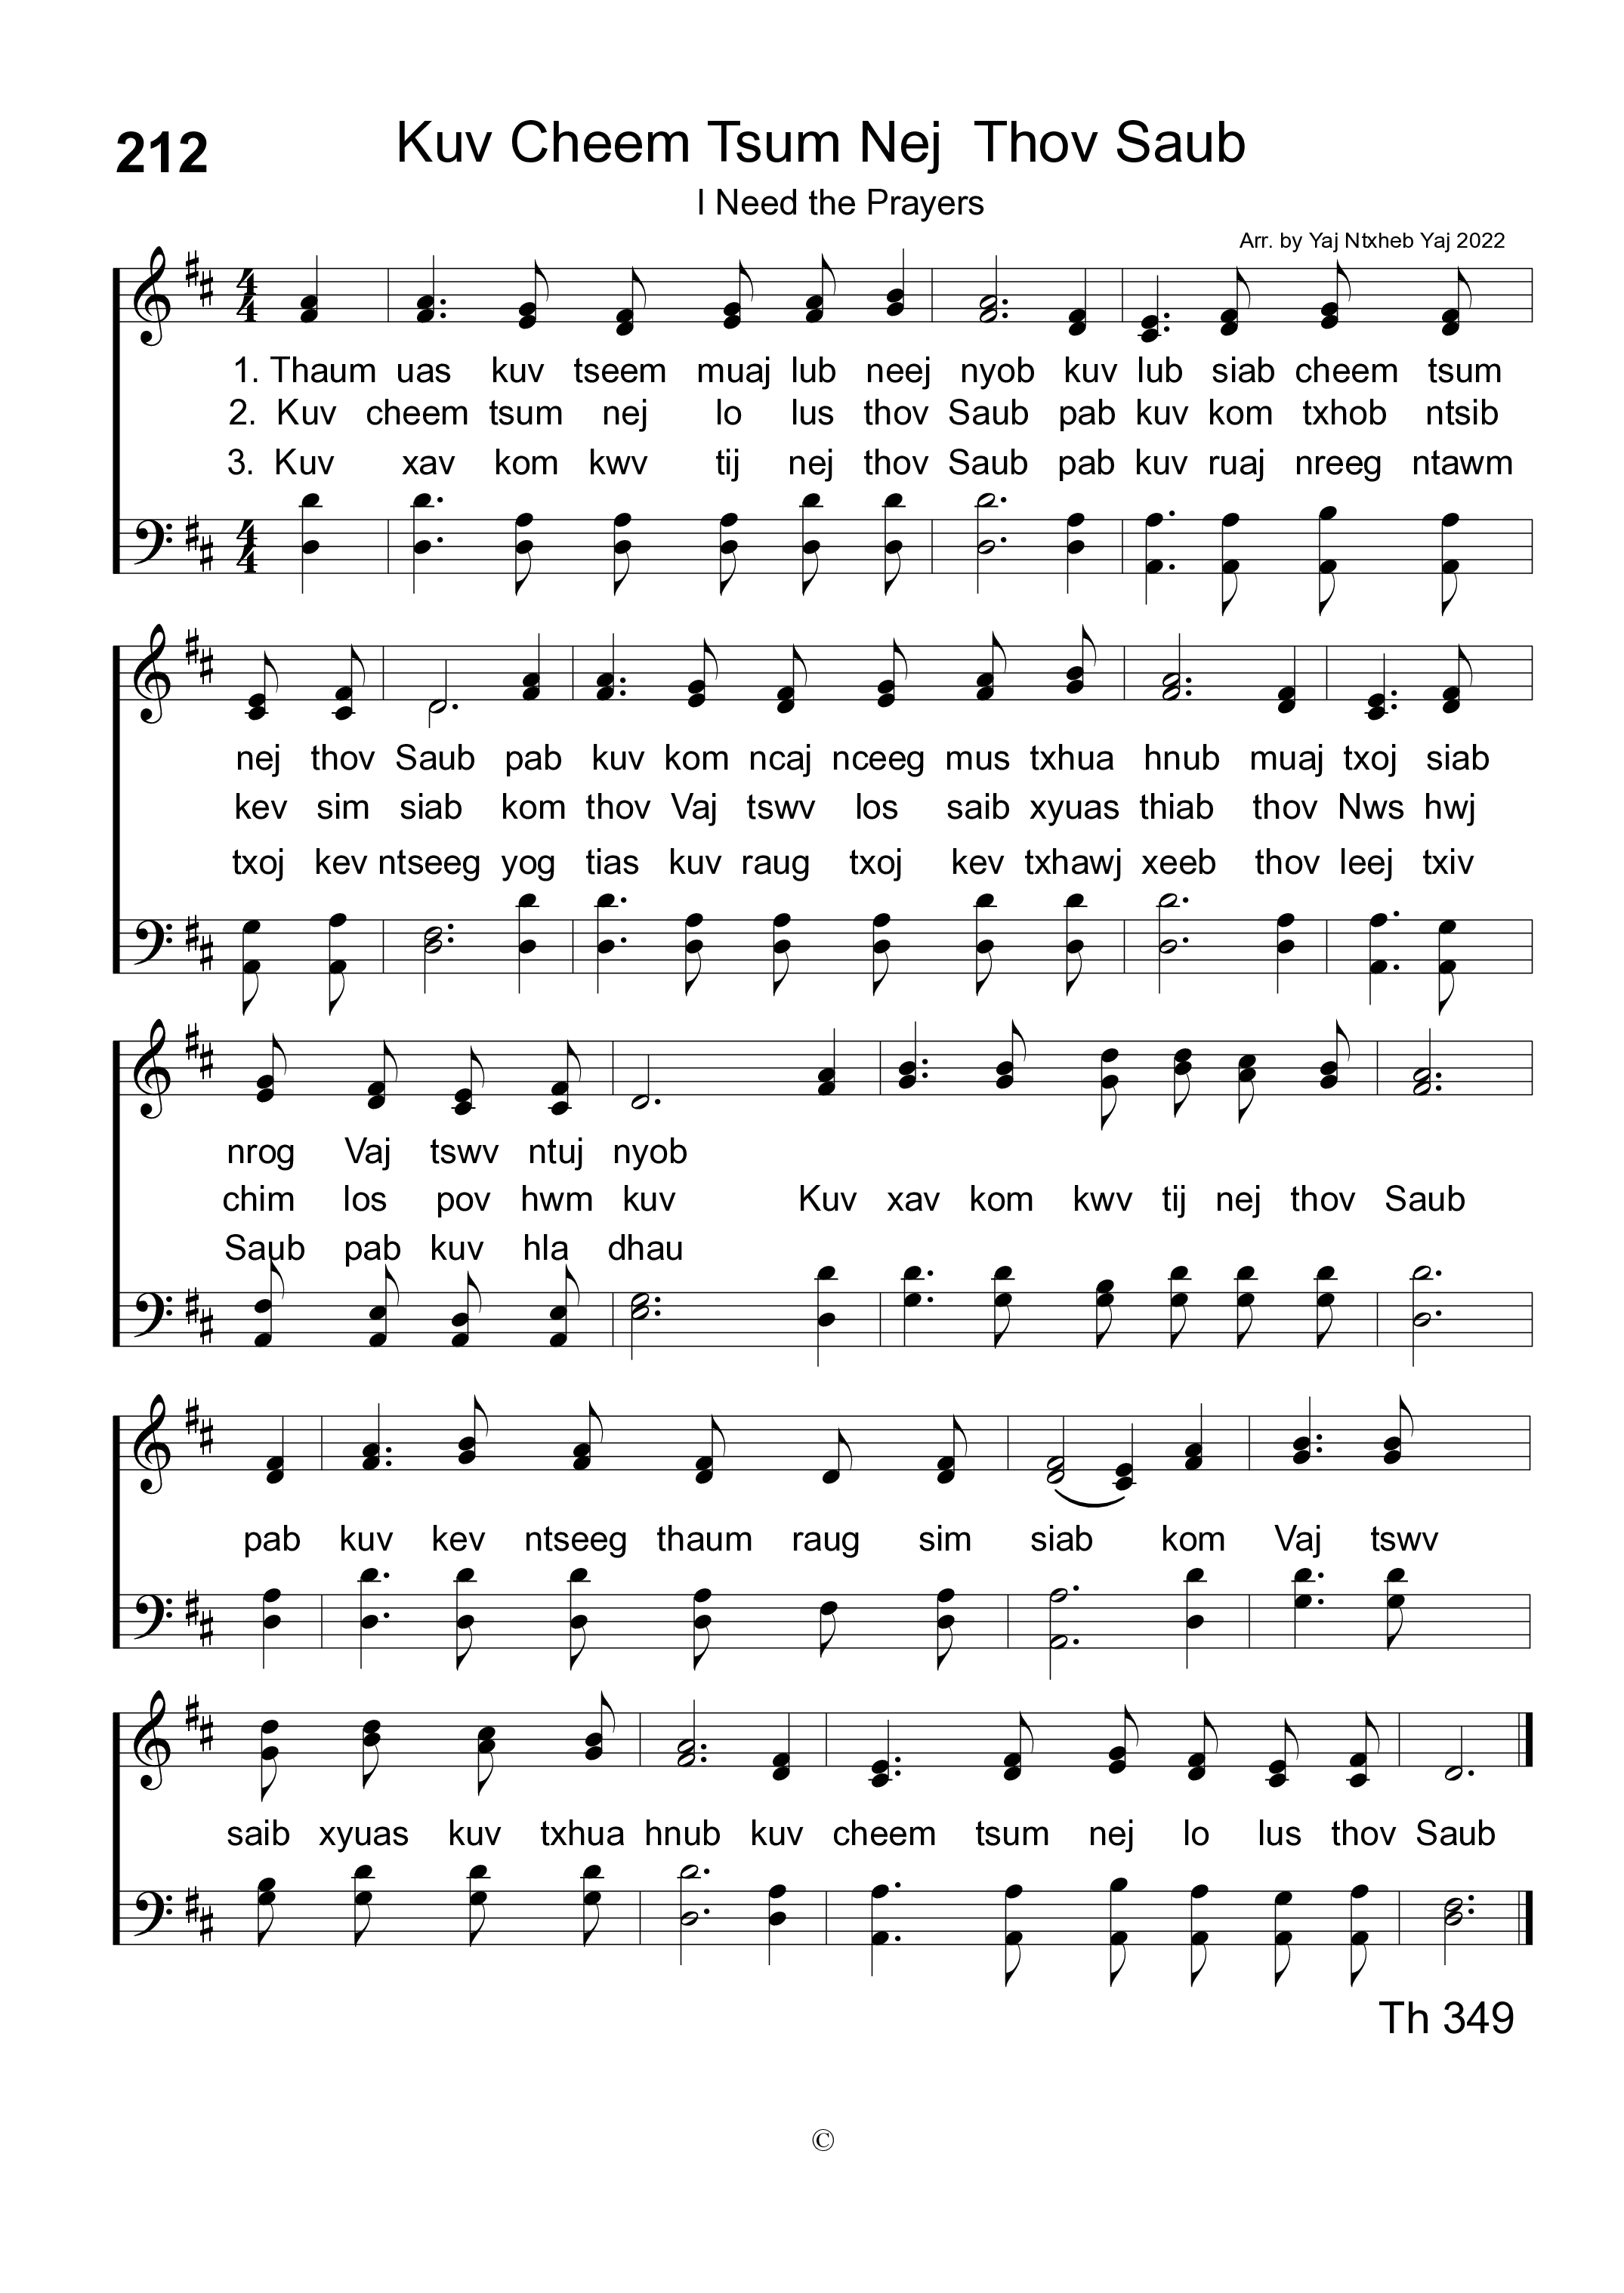 212
Kuv Cheem Tsum Nej Thov Saub
I Need the Prayers
Arr. by Yaj Ntxheb Yaj 2022
1. Thaum uas kuv tseem muaj lub neej nyob kuv lub siab cheem tsum
2. Kuv cheem tsum nej lo lus thov Saub pab kuv kom txhob ntsib
3. Kuv xav kom kwv tij nej thov Saub pab kuv ruaj nreeg ntawm
nej thov Saub pab kuv kom ncaj nceeg mus txhua hnub muaj txoj siab
kev sim siab kom thov Vaj tswv los saib xyuas thiab thov Nws hwj
txoj kev ntseeg yog tias kuv raug txoj kev txhawj xeeb thov leej txiv
nrog Vaj tswv ntuj nyob
chim los pov hwm kuv Kuv xav kom kwv tij nej thov Saub
Saub pab kuv hla dhau
pab kuv kev ntseeg thaum raug sim siab kom Vaj tswv
saib xyuas kuv txhua hnub kuv cheem tsum nej lo lus thov Saub
Th 349
©